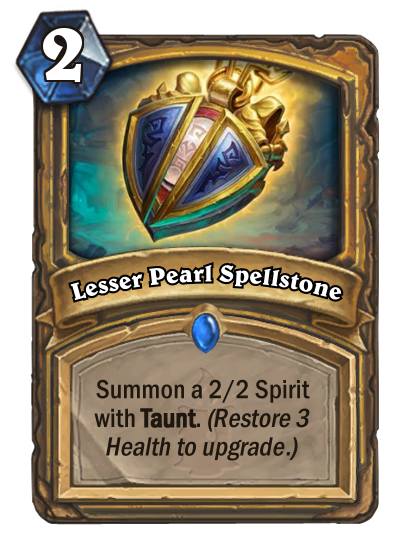 2
Lesser Pearl Spellstone
Summon a 2/2 Spirit
with Taunt. (Restore 3
Health to upgrade.)